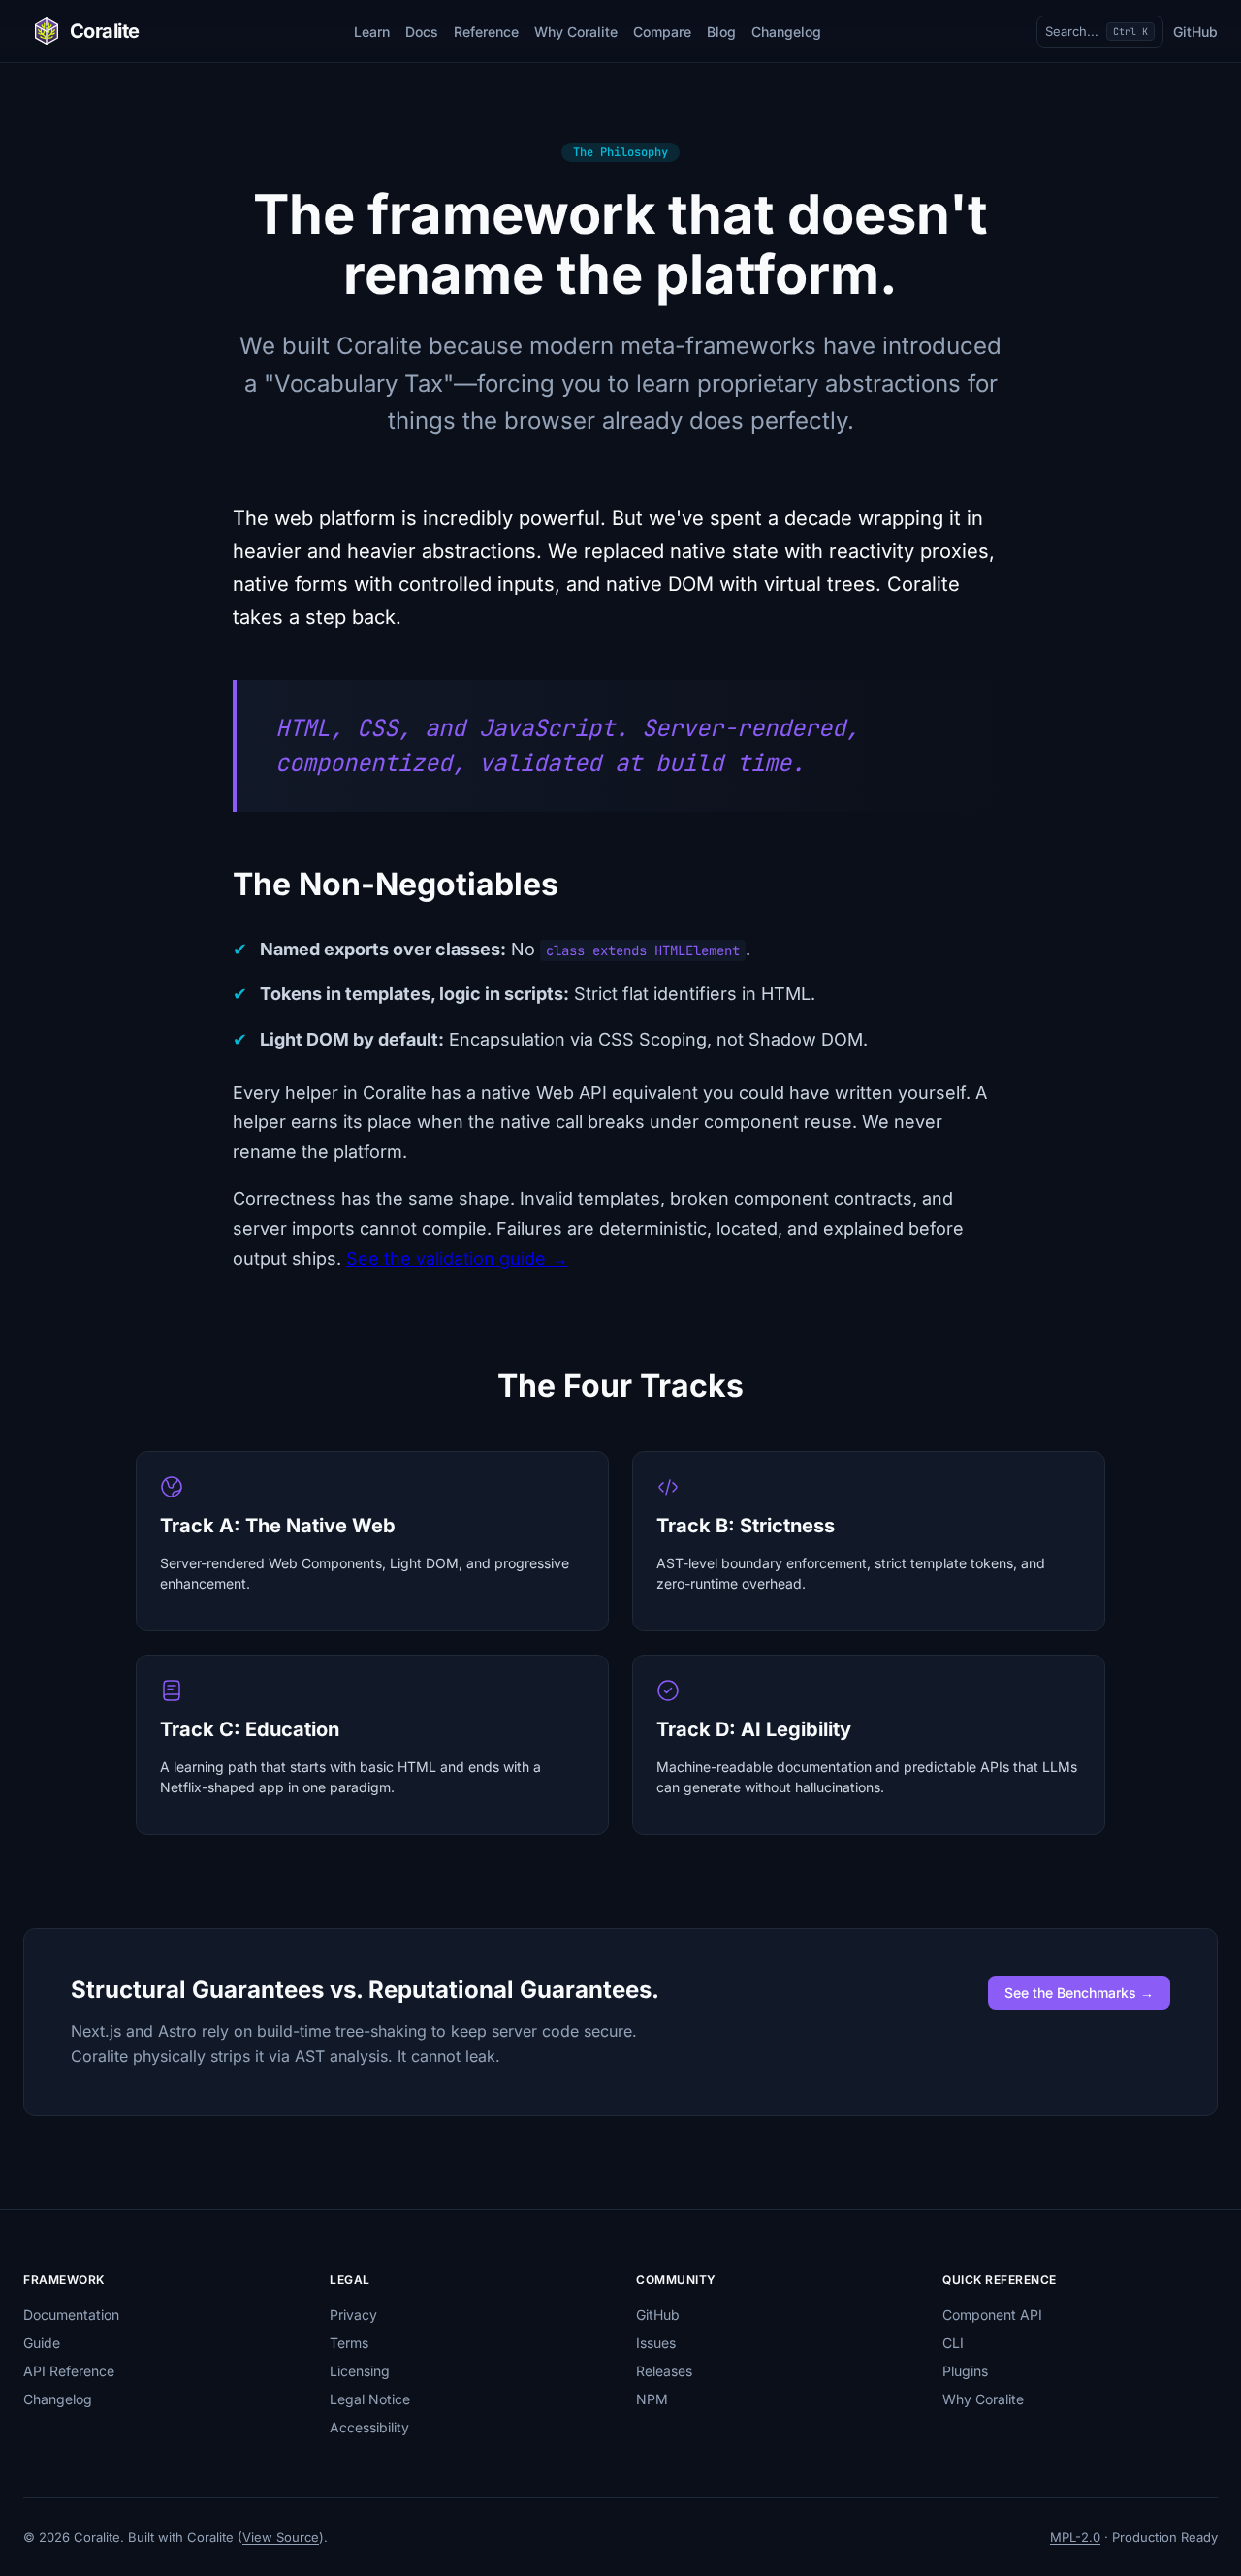 Coralite
Learn Docs Reference Why Coralite Compare Blog Changelog
Search... Ctrl K GitHub
The Philosophy
The framework that doesn't
rename the platform.
We built Coralite because modern meta-frameworks have introduced
a "Vocabulary Tax"—forcing you to learn proprietary abstractions for
things the browser already does perfectly.
The web platform is incredibly powerful. But we've spent a decade wrapping it in
heavier and heavier abstractions. We replaced native state with reactivity proxies,
native forms with controlled inputs, and native DOM with virtual trees. Coralite
takes a step back.
HTML, CSS, and JavaScript. Server-rendered,
componentized, validated at build time.
The Non-Negotiables
✔ Named exports over classes: No class extends HTMLElement.
✔ Tokens in templates, logic in scripts: Strict flat identifiers in HTML.
✔ Light DOM by default: Encapsulation via CSS Scoping, not Shadow DOM.
Every helper in Coralite has a native Web API equivalent you could have written yourself. A
helper earns its place when the native call breaks under component reuse. We never
rename the platform.
Correctness has the same shape. Invalid templates, broken component contracts, and
server imports cannot compile. Failures are deterministic, located, and explained before
output ships. See the validation guide →
The Four Tracks
Track A: The Native Web
Server-rendered Web Components, Light DOM, and progressive
enhancement.
Track B: Strictness
AST-level boundary enforcement, strict template tokens, and
zero-runtime overhead.
Track C: Education
A learning path that starts with basic HTML and ends with a
Netflix-shaped app in one paradigm.
Track D: AI Legibility
Machine-readable documentation and predictable APIs that LLMs
can generate without hallucinations.
Structural Guarantees vs. Reputational Guarantees.
Next.js and Astro rely on build-time tree-shaking to keep server code secure.
Coralite physically strips it via AST analysis. It cannot leak.
See the Benchmarks →
FRAMEWORK
Documentation
Guide
API Reference
Changelog
LEGAL
Privacy
Terms
Licensing
Legal Notice
Accessibility
COMMUNITY
GitHub
Issues
Releases
NPM
QUICK REFERENCE
Component API
CLI
Plugins
Why Coralite
© 2026 Coralite. Built with Coralite (View Source).
MPL-2.0 · Production Ready